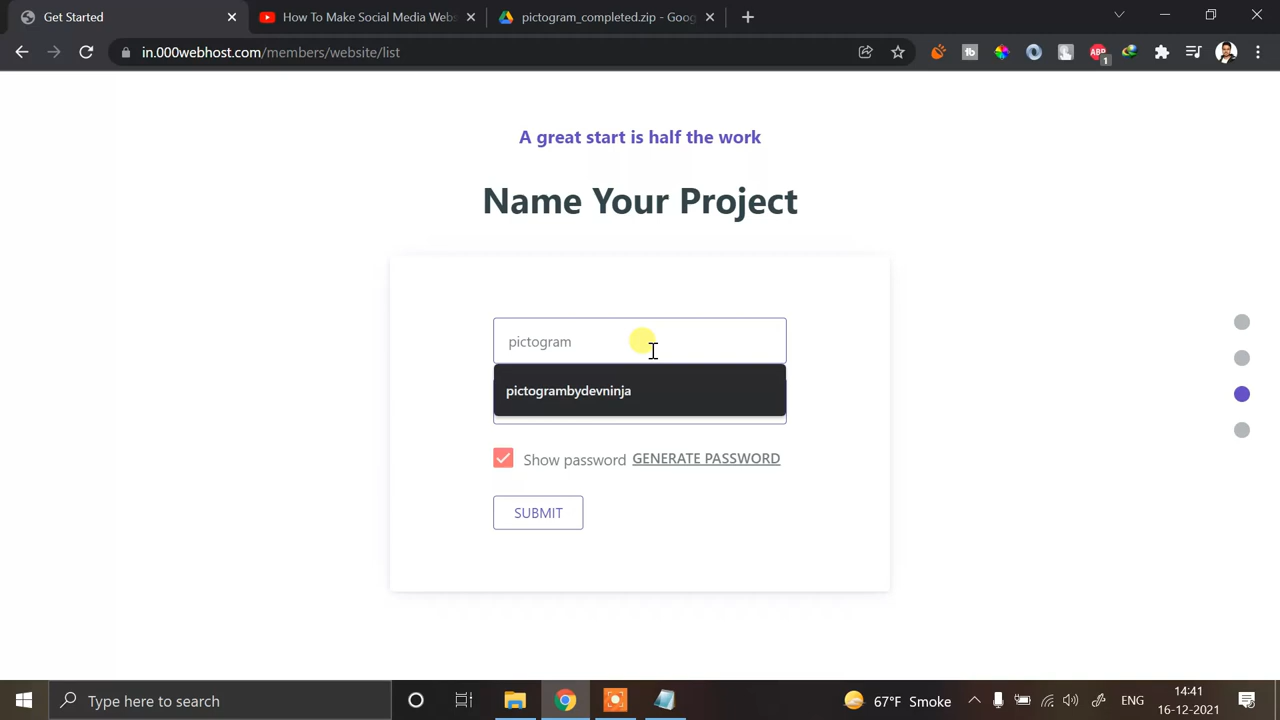 Get Started
How To Make Social Media Webs
pictogram_completed.zip - Goog
in.000webhost.com/members/website/list
ABP
1
A great start is half the work
Name Your Project
pictogram
pictogrambydevninja
Show password GENERATE PASSWORD
SUBMIT
Type here to search
67°F Smoke
ENG
14:41
16-12-2021